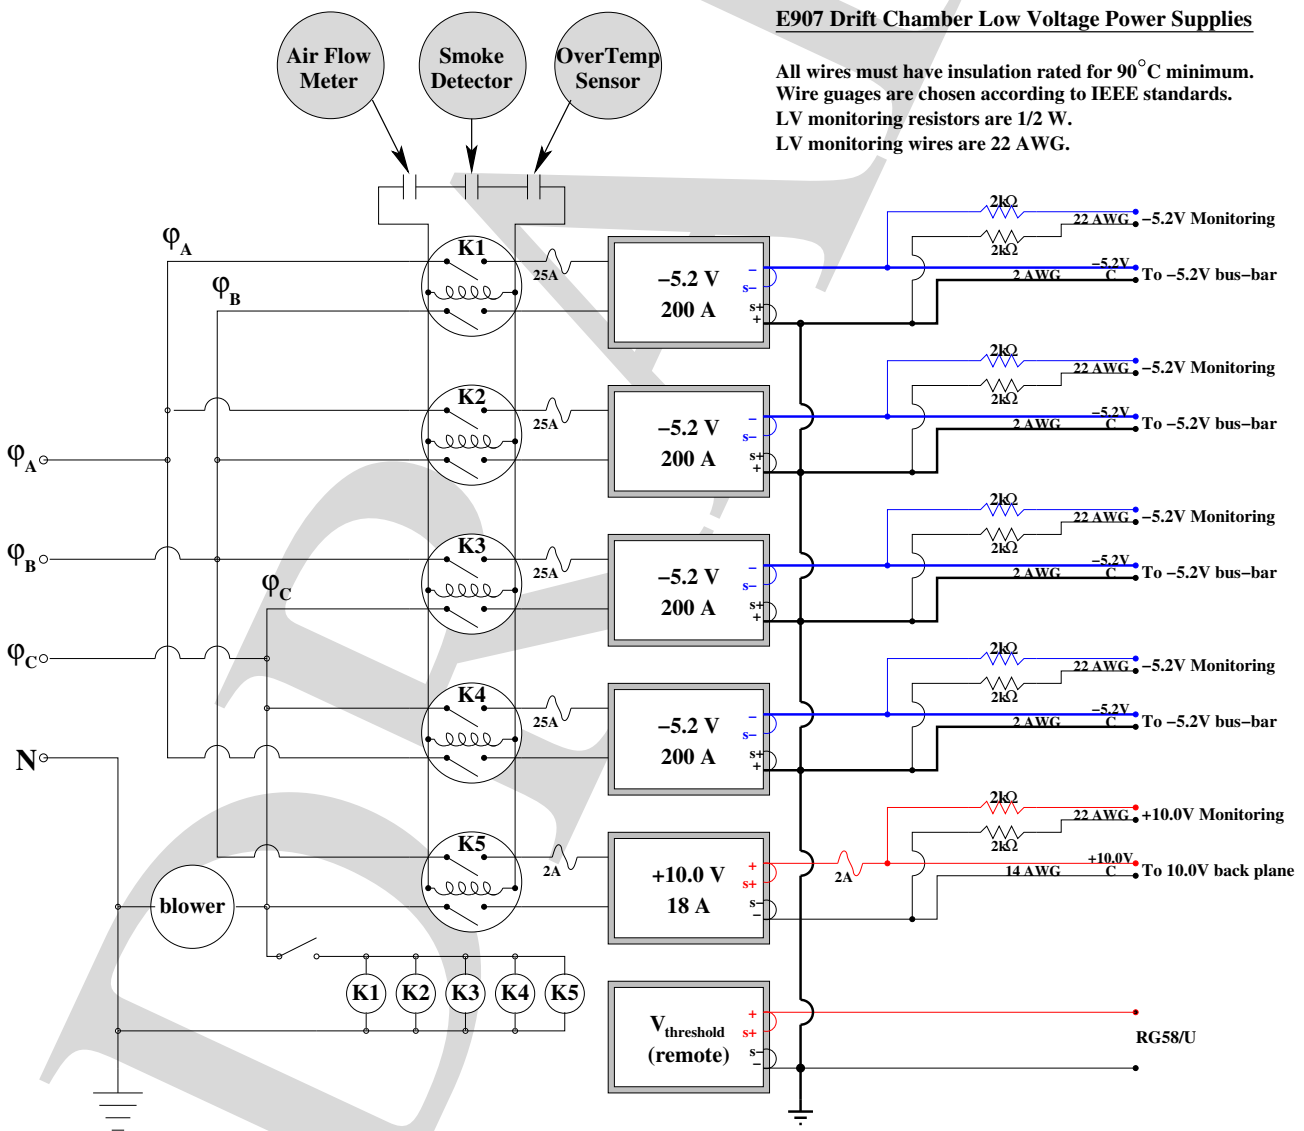 E907 Drift Chamber Low Voltage Power Supplies
All wires must have insulation rated for 90°C minimum.
Wire guages are chosen according to IEEE standards.
LV monitoring resistors are 1/2 W.
LV monitoring wires are 22 AWG.
Air Flow
Meter
Smoke
Detector
OverTemp
Sensor
φA
φB
K1
25A
−5.2 V
200 A
−
s−
s+
+
2kΩ
2kΩ
22 AWG
−5.2V Monitoring
−5.2V
2 AWG
C
To −5.2V bus−bar
K2
25A
−5.2 V
200 A
−
s−
s+
+
2kΩ
2kΩ
22 AWG
−5.2V Monitoring
−5.2V
2 AWG
C
To −5.2V bus−bar
φA
φB
φC
K3
25A
−5.2 V
200 A
−
s−
s+
+
2kΩ
2kΩ
22 AWG
−5.2V Monitoring
−5.2V
2 AWG
C
To −5.2V bus−bar
φC
K4
25A
−5.2 V
200 A
−
s−
s+
+
2kΩ
2kΩ
22 AWG
−5.2V Monitoring
−5.2V
2 AWG
C
To −5.2V bus−bar
N
K5
2A
+10.0 V
18 A
+
s+
s−
−
2A
2kΩ
2kΩ
22 AWG
+10.0V Monitoring
+10.0V
14 AWG
C
To 10.0V back plane
blower
K1
K2
K3
K4
K5
Vthreshold
(remote)
+
s+
s−
−
RG58/U
DRAFT